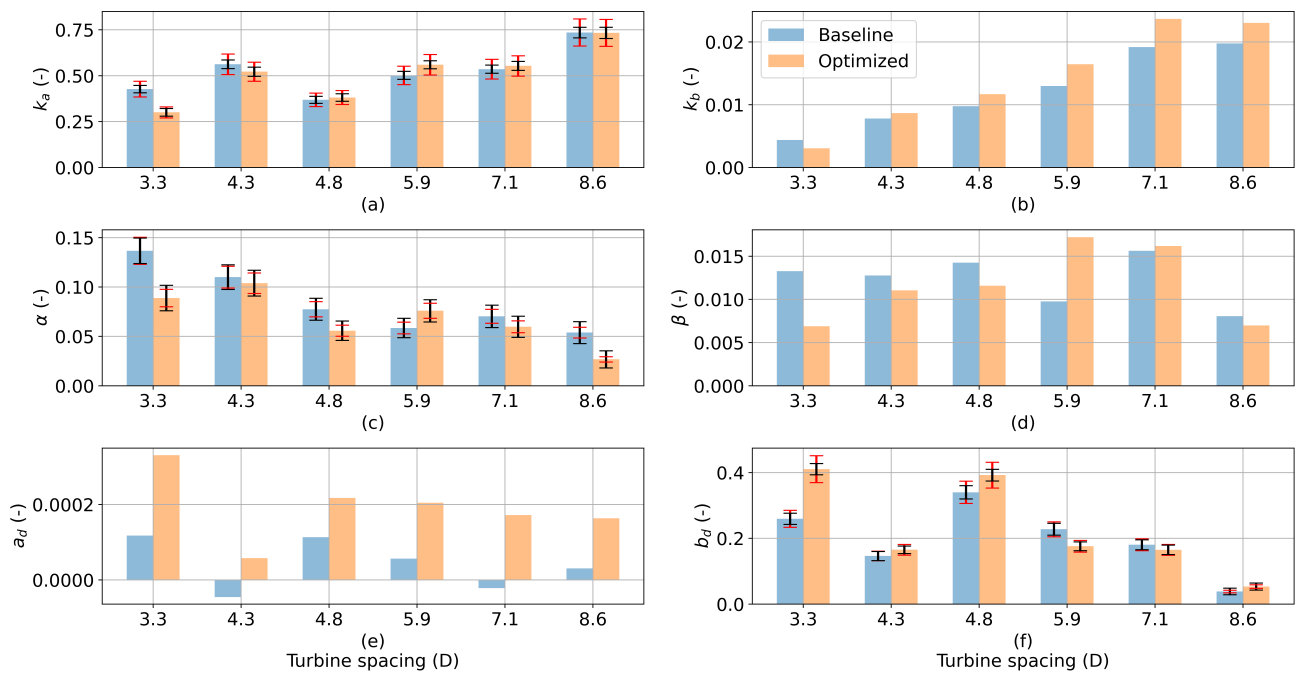 0.75
0.50
0.25
0.00
k_a (-)
3.3 4.3 4.8 5.9 7.1 8.6
(a)
Baseline
Optimized
0.02
0.01
0.00
k_b (-)
3.3 4.3 4.8 5.9 7.1 8.6
(b)
0.15
0.10
0.05
0.00
α (-)
3.3 4.3 4.8 5.9 7.1 8.6
(c)
0.015
0.010
0.005
0.000
β (-)
3.3 4.3 4.8 5.9 7.1 8.6
(d)
0.0002
0.0000
a_d (-)
3.3 4.3 4.8 5.9 7.1 8.6
(e)
Turbine spacing (D)
0.4
0.2
0.0
b_d (-)
3.3 4.3 4.8 5.9 7.1 8.6
(f)
Turbine spacing (D)